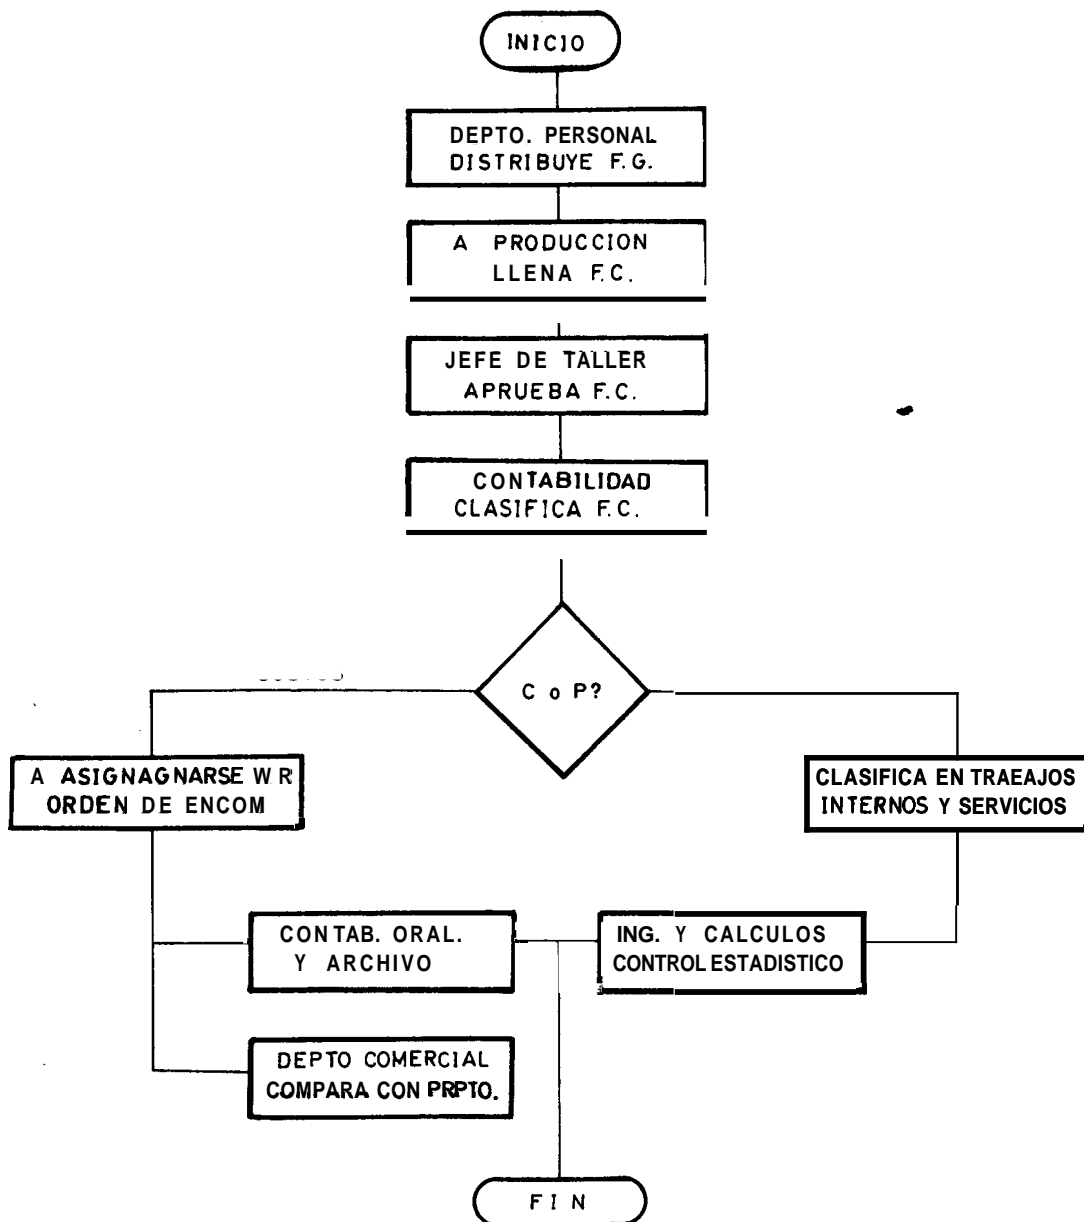 INICIO
DEPTO. PERSONAL
DISTRIBUYE F.G.
A PRODUCCION
LLENA F.C.
JEFE DE TALLER
APRUEBA F.C.
CONTABILIDAD
CLASIFICA F.C.
C o P?
A ASIGNAGNARSE W R
ORDEN DE ENCOM
CLASIFICA EN TRAEAJOS
INTERNOS Y SERVICIOS
CONTAB. ORAL.
Y ARCHIVO
ING. Y CALCULOS
CONTROL ESTADISTICO
DEPTO COMERCIAL
COMPARA CON PRPTO.
FIN